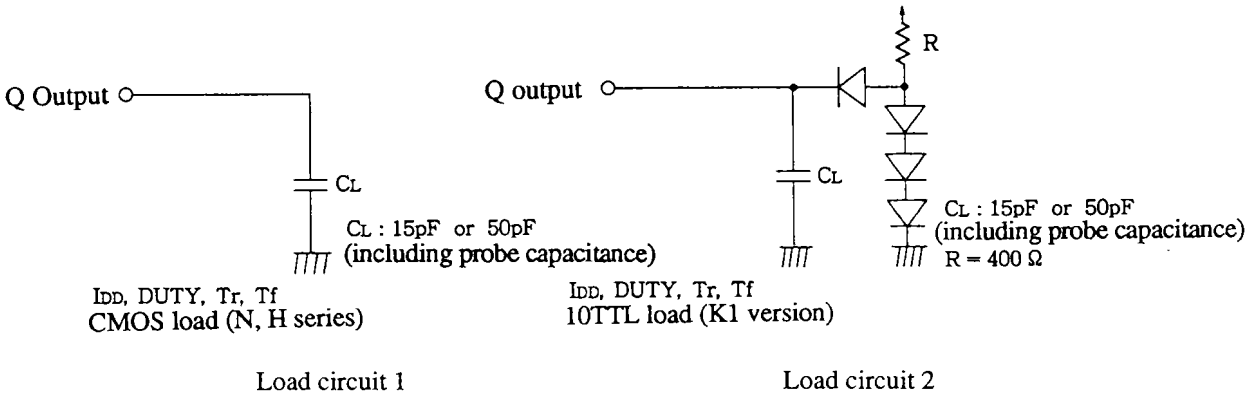 Q Output
CL
CL : 15pF or 50pF
(including probe capacitance)
IDD, DUTY, Tr, Tf
CMOS load (N, H series)
Load circuit 1
R
Q output
CL
CL : 15pF or 50pF
(including probe capacitance)
R = 400 Ω
IDD, DUTY, Tr, Tf
10TTL load (K1 version)
Load circuit 2